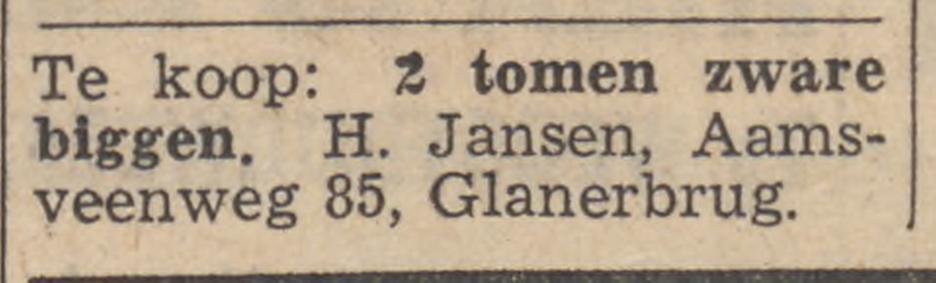 Te koop: 2 tomen zware
biggen. H. Jansen, Aams-
veenweg 85, Glanerbrug.